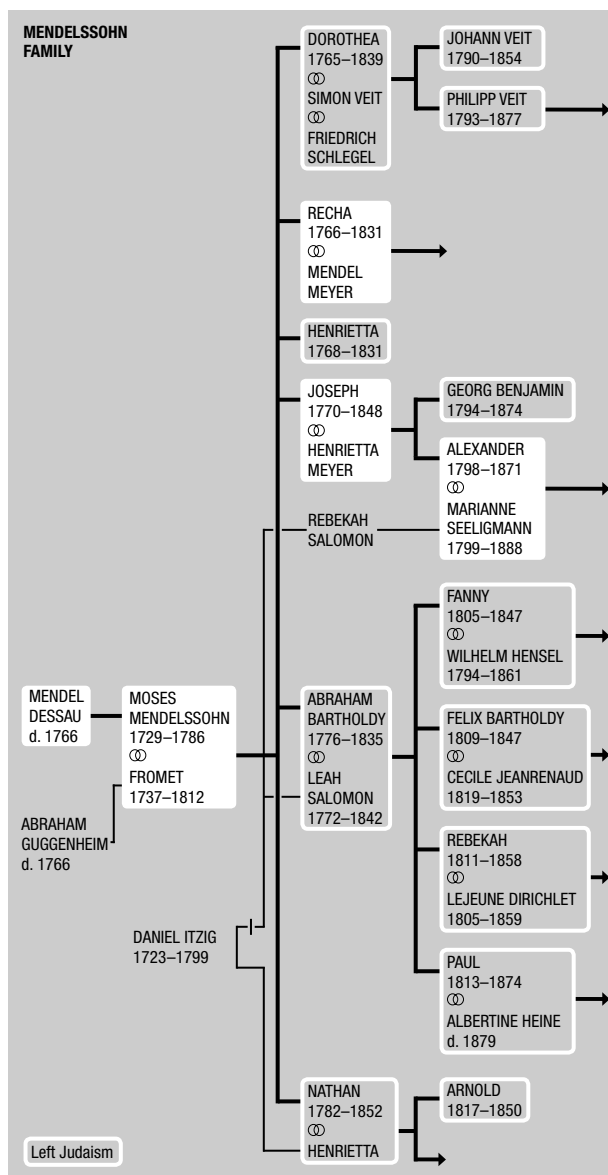 MENDELSSOHN
FAMILY
DOROTHEA
1765–1839
SIMON VEIT
FRIEDRICH
SCHLEGEL
JOHANN VEIT
1790–1854
PHILIPP VEIT
1793–1877
RECHA
1766–1831
MENDEL
MEYER
HENRIETTA
1768–1831
JOSEPH
1770–1848
HENRIETTA
MEYER
GEORG BENJAMIN
1794–1874
ALEXANDER
1798–1871
MARIANNE
SEELIGMANN
1799–1888
REBEKAH
SALOMON
FANNY
1805–1847
WILHELM HENSEL
1794–1861
MENDEL
DESSAU
d. 1766
MOSES
MENDELSSOHN
1729–1786
FROMET
1737–1812
ABRAHAM
GUGGENHEIM
d. 1766
ABRAHAM
BARTHOLDY
1776–1835
LEAH
SALOMON
1772–1842
FELIX BARTHOLDY
1809–1847
CECILE JEANRENAUD
1819–1853
REBEKAH
1811–1858
LEJEUNE DIRICHLET
1805–1859
DANIEL ITZIG
1723–1799
PAUL
1813–1874
ALBERTINE HEINE
d. 1879
NATHAN
1782–1852
HENRIETTA
ARNOLD
1817–1850
Left Judaism